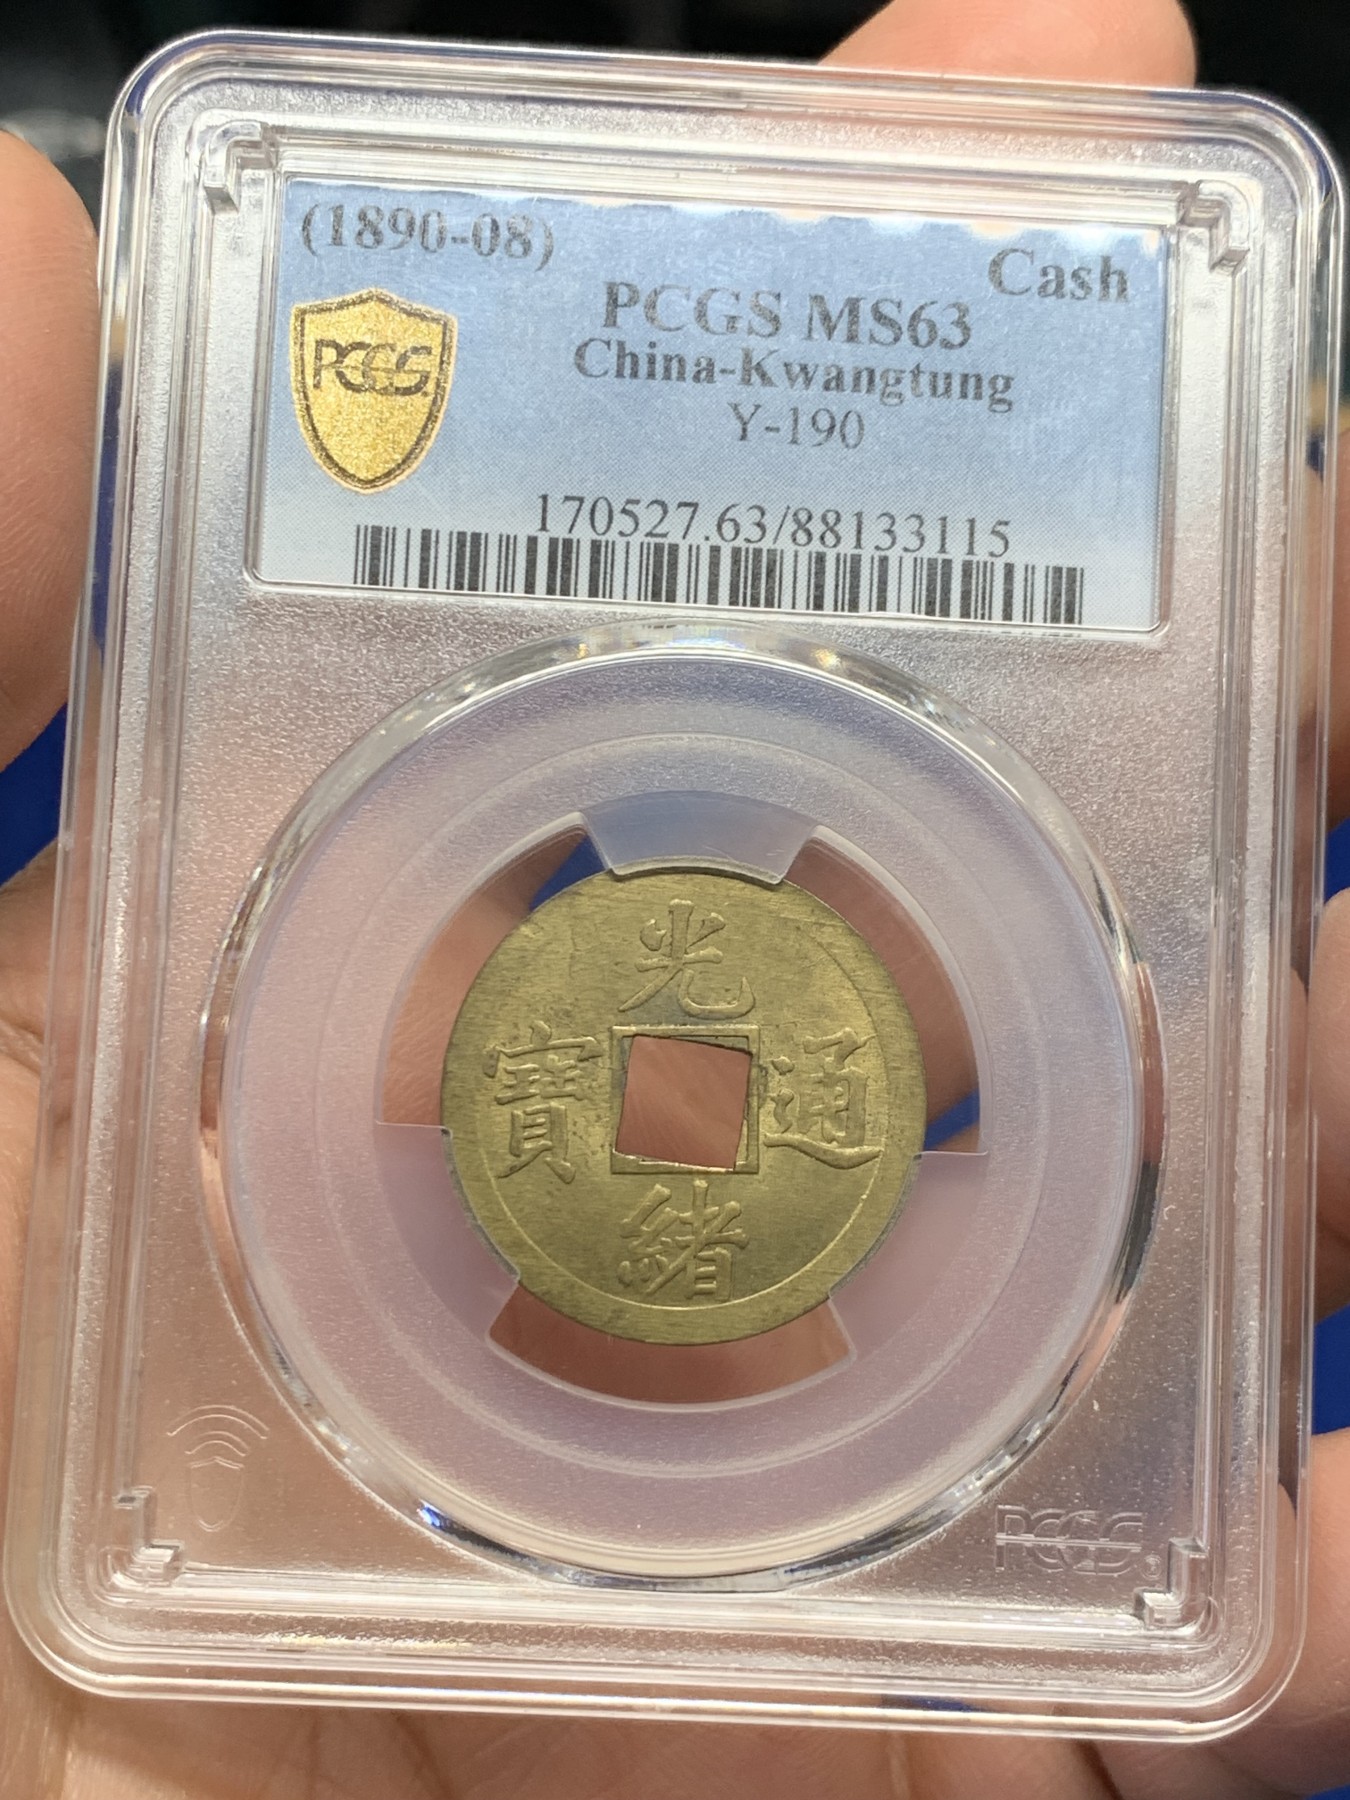 (1890-08)
Cash
PCGS MS63
China-Kwangtung
Y-190
PCGS
170527.63/88133115
光
寶 通
緒
PCGS